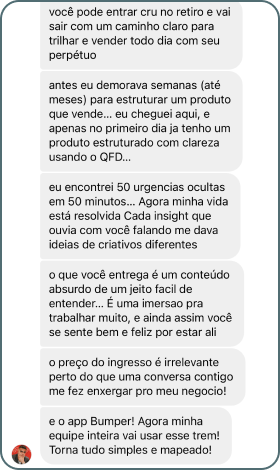 você pode entrar cru no retiro e vai
sair com um caminho claro para
trilhar e vender todo dia com seu
perpétuo
antes eu demorava semanas (até
meses) para estruturar um produto
que vende... eu cheguei aqui, e
apenas no primeiro dia ja tenho um
produto estruturado com clareza
usando o QFD...
eu encontrei 50 urgencias ocultas
em 50 minutos... Agora minha vida
está resolvida Cada insight que
ouvia com você falando me dava
ideias de criativos diferentes
o que você entrega é um conteúdo
absurdo de um jeito facil de
entender... É uma imersao pra
trabalhar muito, e ainda assim você
se sente bem e feliz por estar ali
o preço do ingresso é irrelevante
perto do que uma conversa contigo
me fez enxergar pro meu negocio!
e o app Bumper! Agora minha
equipe inteira vai usar esse trem!
Torna tudo simples e mapeado!